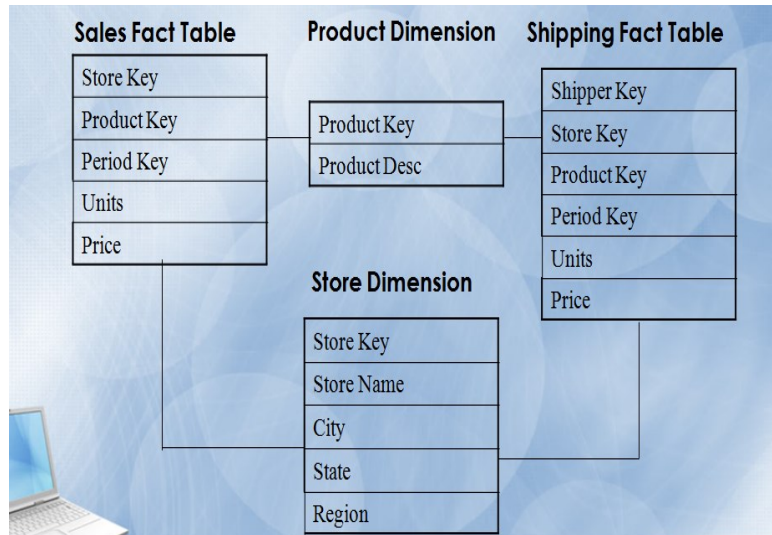 Sales Fact Table
Store Key
Product Key
Period Key
Units
Price
Product Dimension
Product Key
Product Desc
Shipping Fact Table
Shipper Key
Store Key
Product Key
Period Key
Units
Price
Store Dimension
Store Key
Store Name
City
State
Region